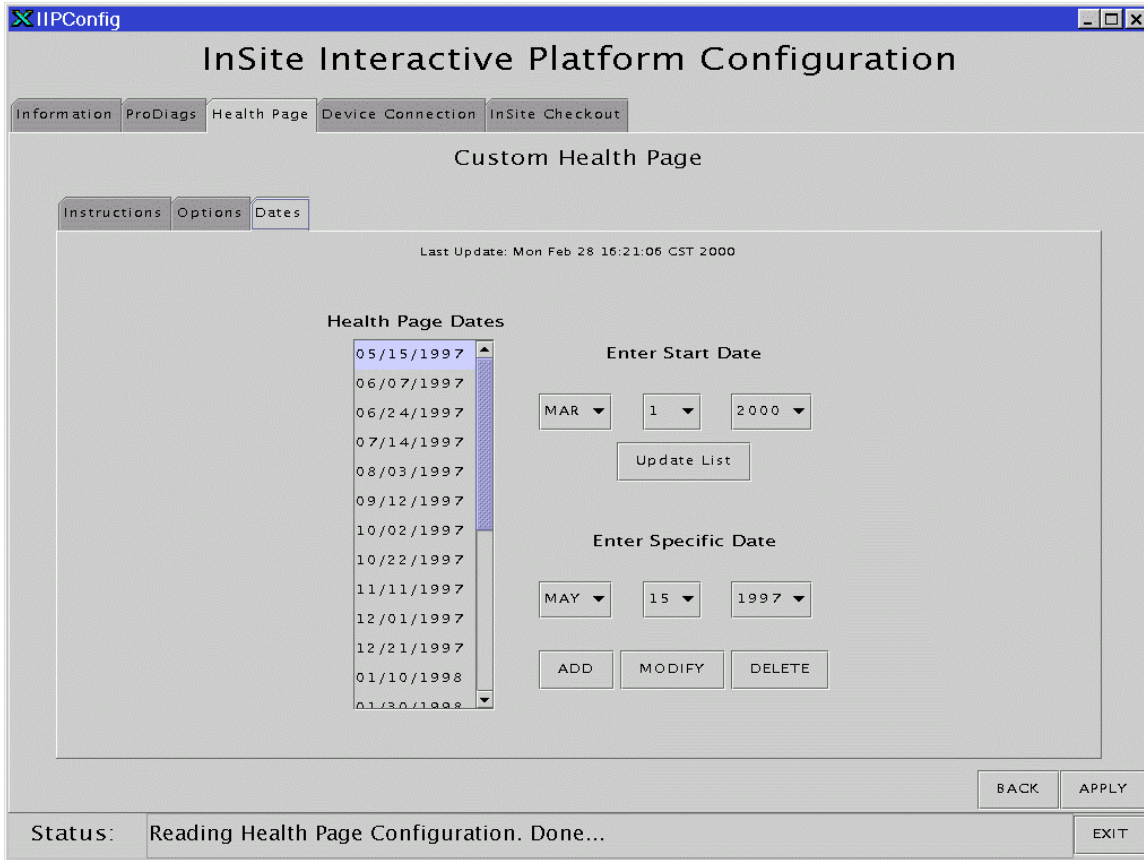 IIPConfig
InSite Interactive Platform Configuration
Information ProDiags Health Page Device Connection InSite Checkout
Custom Health Page
Instructions Options Dates
Last Update: Mon Feb 28 16:21:06 CST 2000
Health Page Dates
05/15/1997
06/07/1997
06/24/1997
07/14/1997
08/03/1997
09/12/1997
10/02/1997
10/22/1997
11/11/1997
12/01/1997
12/21/1997
01/10/1998
01/30/1998
Enter Start Date
MAR 1 2000
Update List
Enter Specific Date
MAY 15 1997
ADD MODIFY DELETE
BACK APPLY
Status: Reading Health Page Configuration. Done...
EXIT